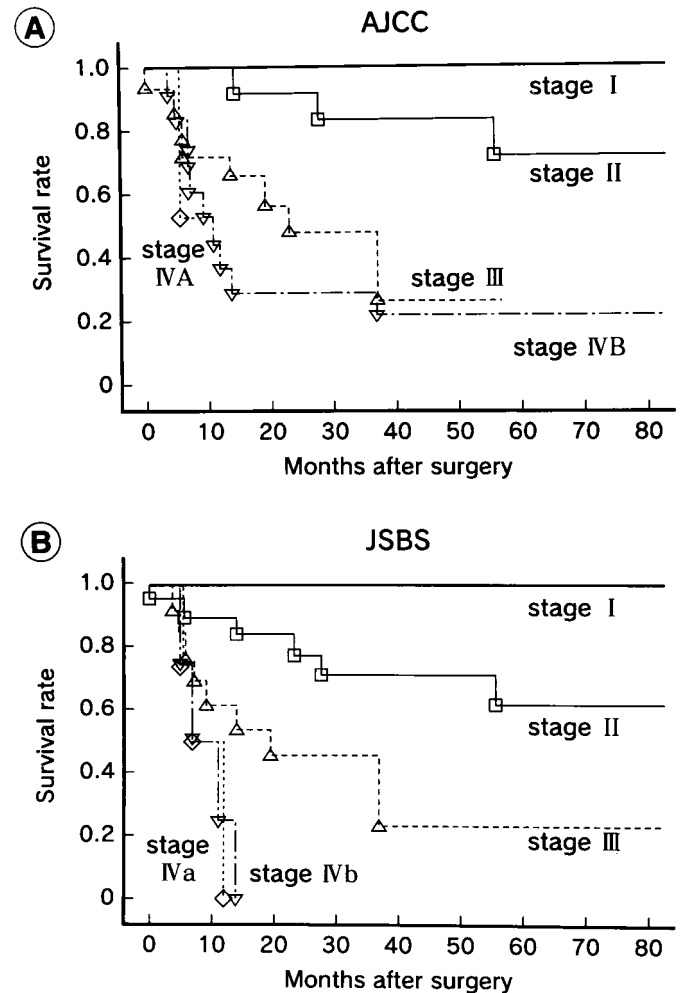 A
AJCC
1.0
0.8
0.6
0.4
0.2
0
Survival rate
stage I
stage II
stage IVA
stage III
stage IVB
0 10 20 30 40 50 60 70 80
Months after surgery
B
JSBS
1.0
0.8
0.6
0.4
0.2
0
Survival rate
stage I
stage II
stage III
stage IVa
stage IVb
0 10 20 30 40 50 60 70 80
Months after surgery